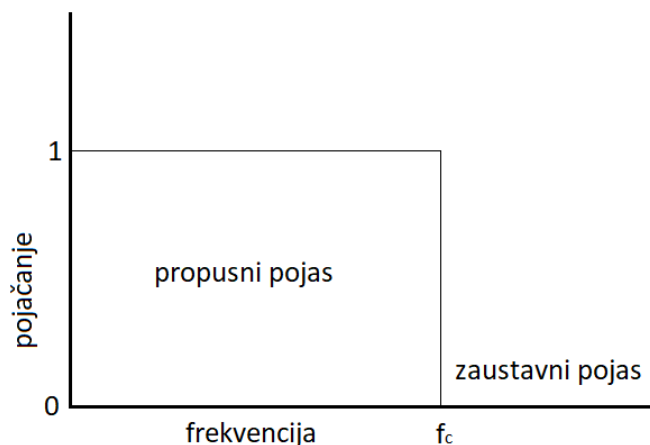 1
pojačanje
propusni pojas
zaustavni pojas
0
frekvencija
fc